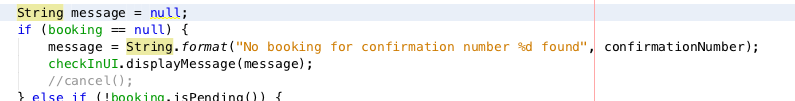 String message = null;
if (booking == null) {
    message = String.format("No booking for confirmation number %d found", confirmationNumber);
    checkInUI.displayMessage(message);
    //cancel();
} else if (!booking.isPending()) {